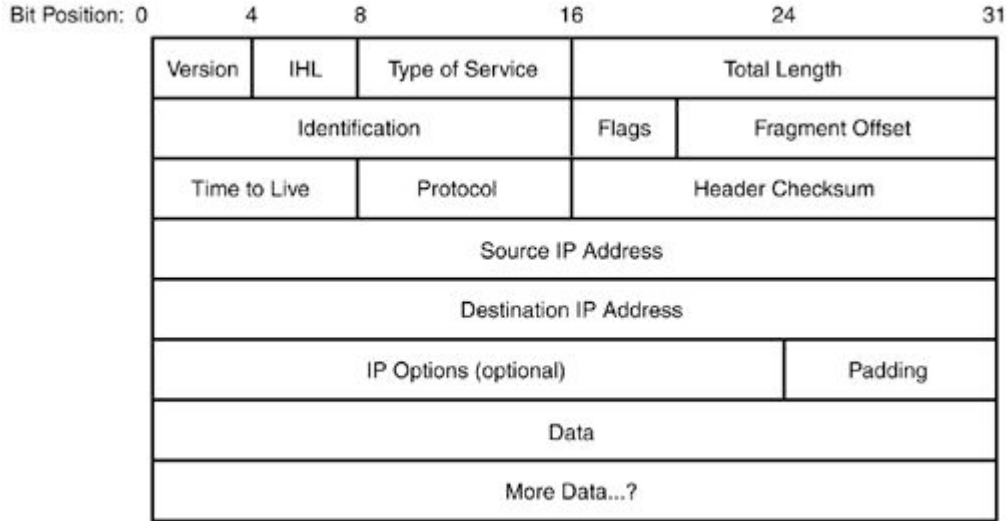 Bit Position: 0 4 8 16 24 31
Version IHL Type of Service Total Length
Identification Flags Fragment Offset
Time to Live Protocol Header Checksum
Source IP Address
Destination IP Address
IP Options (optional) Padding
Data
More Data...?